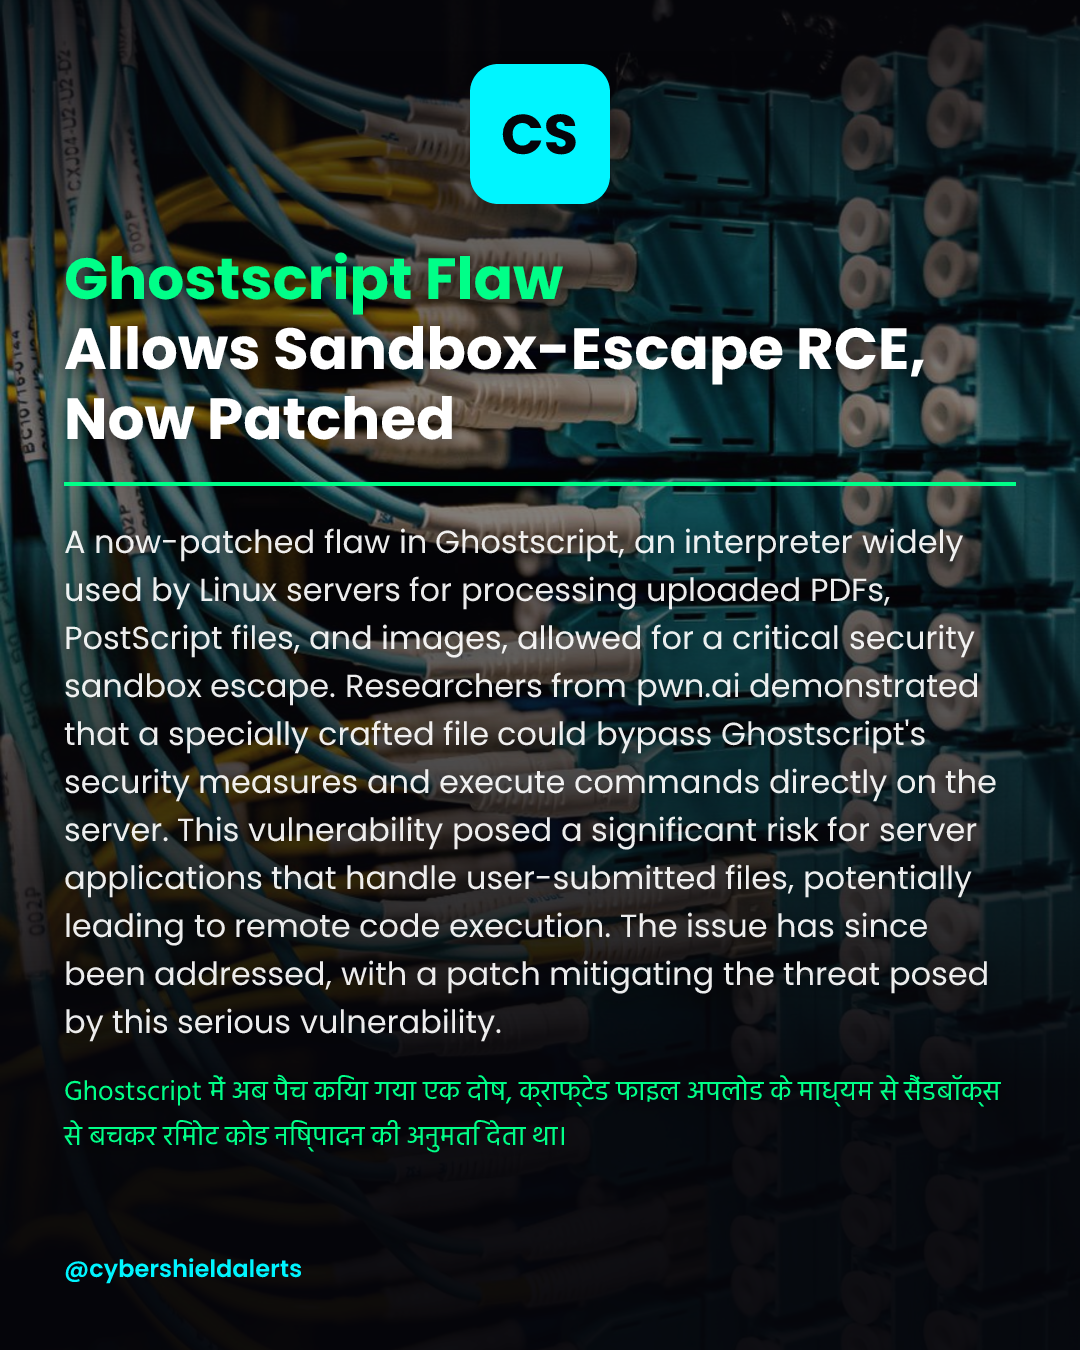 CS
Ghostscript Flaw
Allows Sandbox-Escape RCE,
Now Patched
A now-patched flaw in Ghostscript, an interpreter widely
used by Linux servers for processing uploaded PDFs,
PostScript files, and images, allowed for a critical security
sandbox escape. Researchers from pwn.ai demonstrated
that a specially crafted file could bypass Ghostscript's
security measures and execute commands directly on the
server. This vulnerability posed a significant risk for server
applications that handle user-submitted files, potentially
leading to remote code execution. The issue has since
been addressed, with a patch mitigating the threat posed
by this serious vulnerability.
Ghostscript में अब पैच किया गया एक दोष, क्राफ्टेड फाइल अपलोड के माध्यम से सैंडबॉक्स
से बचकर रिमोट कोड निष्पादन की अनुमति देता था।
@cybershieldalerts
002P
002P
002P